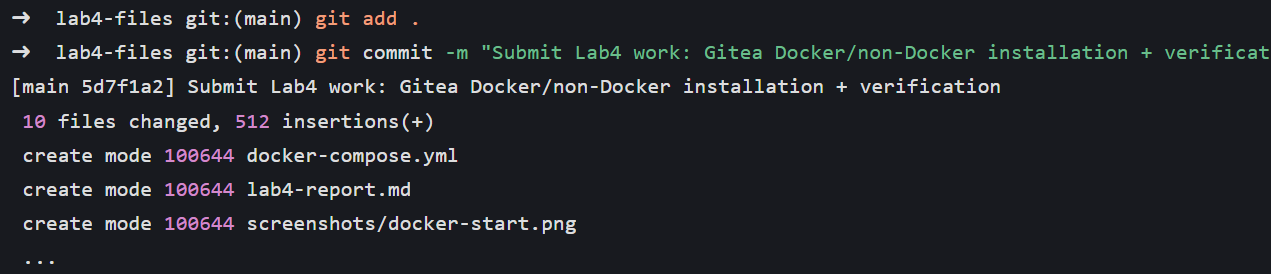 ➜  lab4-files git:(main) git add .
➜  lab4-files git:(main) git commit -m "Submit Lab4 work: Gitea Docker/non-Docker installation + verificat
[main 5d7f1a2] Submit Lab4 work: Gitea Docker/non-Docker installation + verification
 10 files changed, 512 insertions(+)
 create mode 100644 docker-compose.yml
 create mode 100644 lab4-report.md
 create mode 100644 screenshots/docker-start.png
 ...